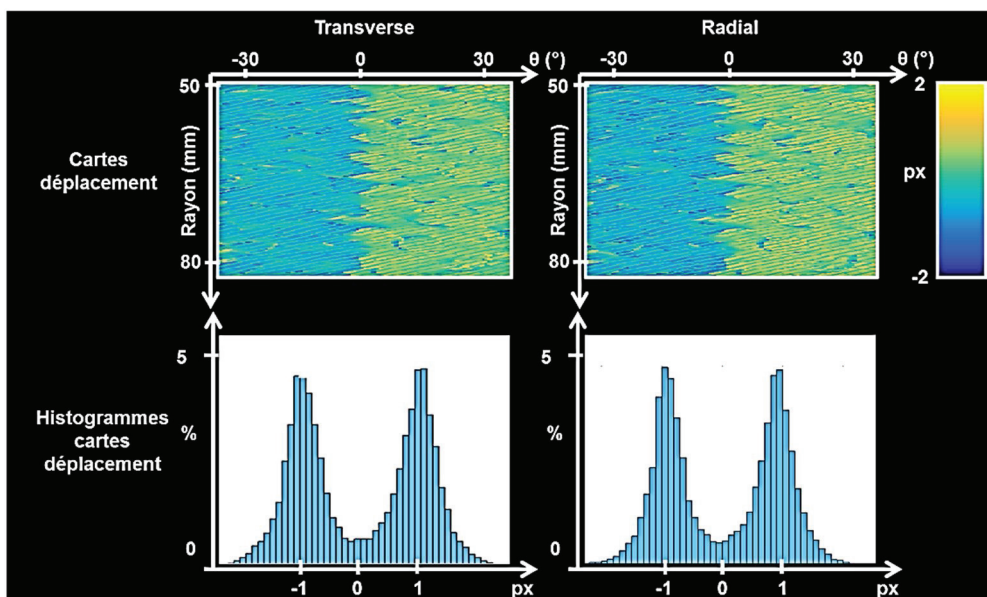 Transverse
Radial
-30 0 30 θ (°)
-30 0 30 θ (°)
50
50
2
Cartes
déplacement
Rayon (mm)
Rayon (mm)
px
80
80
-2
5
5
Histogrammes
cartes
déplacement
%
%
0
0
-1 0 1 px
-1 0 1 px